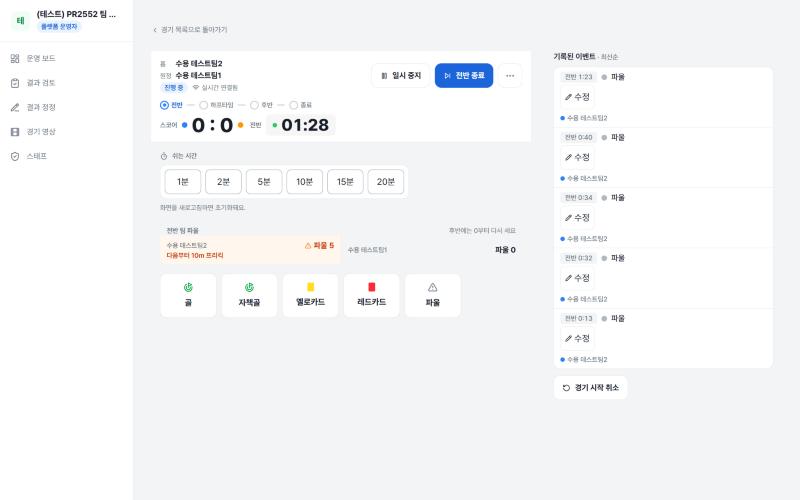 테
(테스트) PR2552 팀 ...
플랫폼 운영자
운영 보드
결과 검토
결과 정정
경기 영상
스태프
경기 목록으로 돌아가기
홈 수용 테스트팀2
원정 수용 테스트팀1
진행 중 실시간 연결됨
일시 중지
전반 종료
전반 하프타임 후반 종료
스코어 0 : 0 전반 01:28
쉬는 시간
1분 2분 5분 10분 15분 20분
화면을 새로고침하면 초기화돼요.
전반 팀 파울 후반에는 0부터 다시 세요
수용 테스트팀2 파울 5
다음부터 10m 프리킥
수용 테스트팀1 파울 0
골 자책골 옐로카드 레드카드 파울
기록된 이벤트 · 최신순
전반 1:23 파울
수정
수용 테스트팀2
전반 0:40 파울
수정
수용 테스트팀2
전반 0:34 파울
수정
수용 테스트팀2
전반 0:32 파울
수정
수용 테스트팀2
전반 0:13 파울
수정
수용 테스트팀2
경기 시작 취소